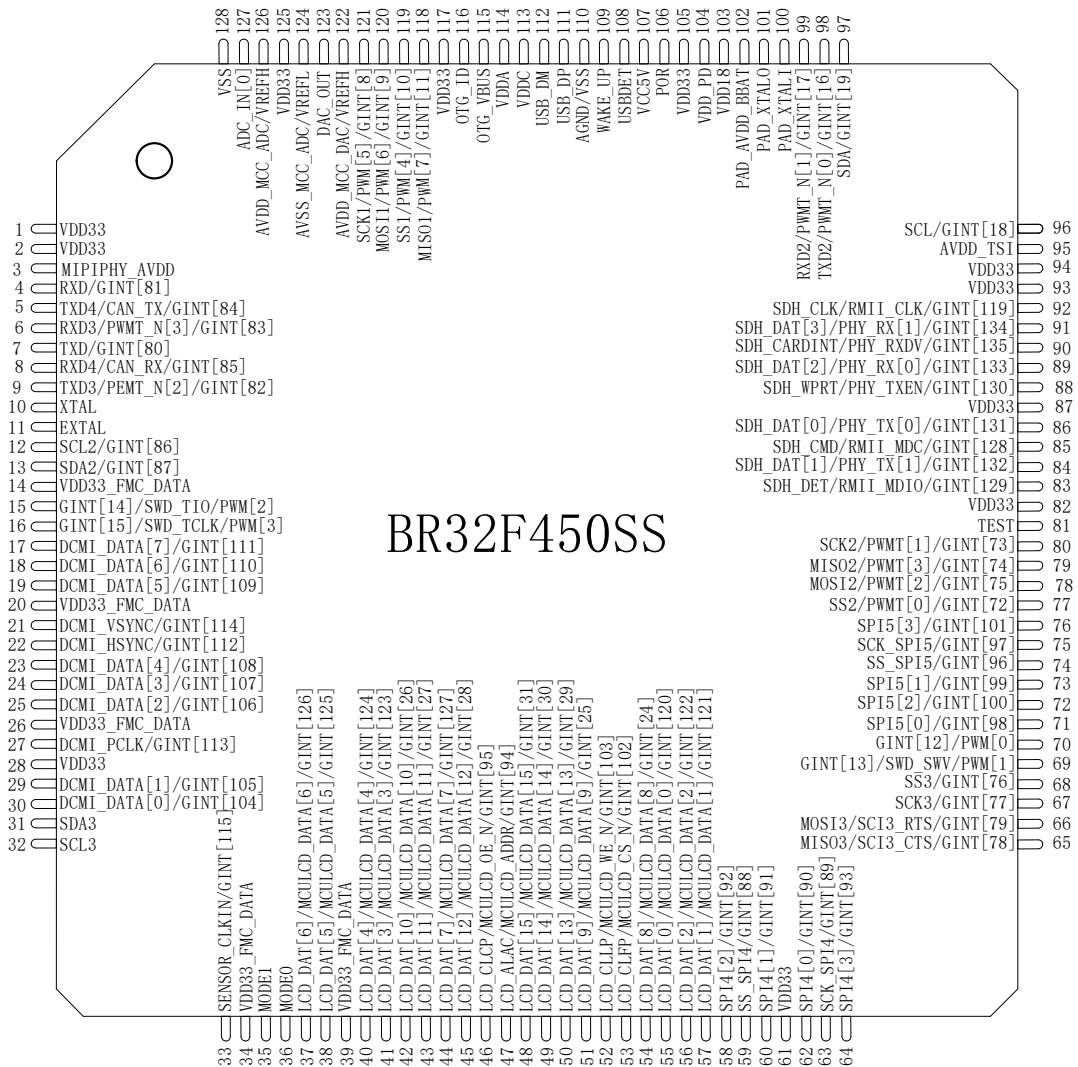 128 VSS
127 ADC_IN[0]
126 AVDD_MCC_ADC/VREFH
125 VDD33
124 AVSS_MCC_ADC/VREFL
123 DAC_OUT
122 AVDD_MCC_DAC/VREFH
121 SCK1/PWM[5]/GINT[8]
120 MOSI1/PWM[6]/GINT[9]
119 SS1/PWM[4]/GINT[10]
118 MISO1/PWM[7]/GINT[11]
117 VDD33
116 OTG_ID
115 OTG_VBUS
114 VDDA
113 VDDC
112 USB_DM
111 USB_DP
110 AGND/VSS
109 WAKE_UP
108 USBDET
107 VCC5V
106 POR
105 VDD33
104 VDD_PD
103 VDD18
102 PAD_AVDD_BBAT
101 PAD_XTALO
100 PAD_XTALI
99 RXD2/PWMT_N[1]/GINT[17]
98 TXD2/PWMT_N[0]/GINT[16]
97 SDA/GINT[19]
1 VDD33
2 VDD33
3 MIPIPHY_AVDD
4 RXD/GINT[81]
5 TXD4/CAN_TX/GINT[84]
6 RXD3/PWMT_N[3]/GINT[83]
7 TXD/GINT[80]
8 RXD4/CAN_RX/GINT[85]
9 TXD3/PEMT_N[2]/GINT[82]
10 XTAL
11 EXTAL
12 SCL2/GINT[86]
13 SDA2/GINT[87]
14 VDD33_FMC_DATA
15 GINT[14]/SWD_TIO/PWM[2]
16 GINT[15]/SWD_TCLK/PWM[3]
17 DCMI_DATA[7]/GINT[111]
18 DCMI_DATA[6]/GINT[110]
19 DCMI_DATA[5]/GINT[109]
20 VDD33_FMC_DATA
21 DCMI_VSYNC/GINT[114]
22 DCMI_HSYNC/GINT[112]
23 DCMI_DATA[4]/GINT[108]
24 DCMI_DATA[3]/GINT[107]
25 DCMI_DATA[2]/GINT[106]
26 VDD33_FMC_DATA
27 DCMI_PCLK/GINT[113]
28 VDD33
29 DCMI_DATA[1]/GINT[105]
30 DCMI_DATA[0]/GINT[104]
31 SDA3
32 SCL3
BR32F450SS
SCL/GINT[18] 96
AVDD_TSI 95
VDD33 94
VDD33 93
SDH_CLK/RMII_CLK/GINT[119] 92
SDH_DAT[3]/PHY_RX[1]/GINT[134] 91
SDH_CARDINT/PHY_RXDV/GINT[135] 90
SDH_DAT[2]/PHY_RX[0]/GINT[133] 89
SDH_WPRT/PHY_TXEN/GINT[130] 88
VDD33 87
SDH_DAT[0]/PHY_TX[0]/GINT[131] 86
SDH_CMD/RMII_MDC/GINT[128] 85
SDH_DAT[1]/PHY_TX[1]/GINT[132] 84
SDH_DET/RMII_MDIO/GINT[129] 83
VDD33 82
TEST 81
SCK2/PWMT[1]/GINT[73] 80
MISO2/PWMT[3]/GINT[74] 79
MOSI2/PWMT[2]/GINT[75] 78
SS2/PWMT[0]/GINT[72] 77
SPI5[3]/GINT[101] 76
SCK_SPI5/GINT[97] 75
SS_SPI5/GINT[96] 74
SPI5[1]/GINT[99] 73
SPI5[2]/GINT[100] 72
SPI5[0]/GINT[98] 71
GINT[12]/PWM[0] 70
GINT[13]/SWD_SWV/PWM[1] 69
SS3/GINT[76] 68
SCK3/GINT[77] 67
MOSI3/SCI3_RTS/GINT[79] 66
MISO3/SCI3_CTS/GINT[78] 65
33 SENSOR_CLKIN/GINT[115]
34 VDD33_FMC_DATA
35 MODE1
36 MODE0
37 LCD_DAT[6]/MCULCD_DATA[6]/GINT[126]
38 LCD_DAT[5]/MCULCD_DATA[5]/GINT[125]
39 VDD33_FMC_DATA
40 LCD_DAT[4]/MCULCD_DATA[4]/GINT[124]
41 LCD_DAT[3]/MCULCD_DATA[3]/GINT[123]
42 LCD_DAT[10]/MCULCD_DATA[10]/GINT[26]
43 LCD_DAT[11]/MCULCD_DATA[11]/GINT[27]
44 LCD_DAT[7]/MCULCD_DATA[7]/GINT[127]
45 LCD_DAT[12]/MCULCD_DATA[12]/GINT[28]
46 LCD_CLCP/MCULCD_OE_N/GINT[95]
47 LCD_ALAC/MCULCD_ADDR/GINT[94]
48 LCD_DAT[15]/MCULCD_DATA[15]/GINT[31]
49 LCD_DAT[14]/MCULCD_DATA[14]/GINT[30]
50 LCD_DAT[13]/MCULCD_DATA[13]/GINT[29]
51 LCD_DAT[9]/MCULCD_DATA[9]/GINT[25]
52 LCD_CLLP/MCULCD_WE_N/GINT[103]
53 LCD_CLFP/MCULCD_CS_N/GINT[102]
54 LCD_DAT[8]/MCULCD_DATA[8]/GINT[24]
55 LCD_DAT[0]/MCULCD_DATA[0]/GINT[120]
56 LCD_DAT[2]/MCULCD_DATA[2]/GINT[122]
57 LCD_DAT[1]/MCULCD_DATA[1]/GINT[121]
58 SPI4[2]/GINT[92]
59 SS_SPI4/GINT[88]
60 SPI4[1]/GINT[91]
61 VDD33
62 SPI4[0]/GINT[90]
63 SCK_SPI4/GINT[89]
64 SPI4[3]/GINT[93]